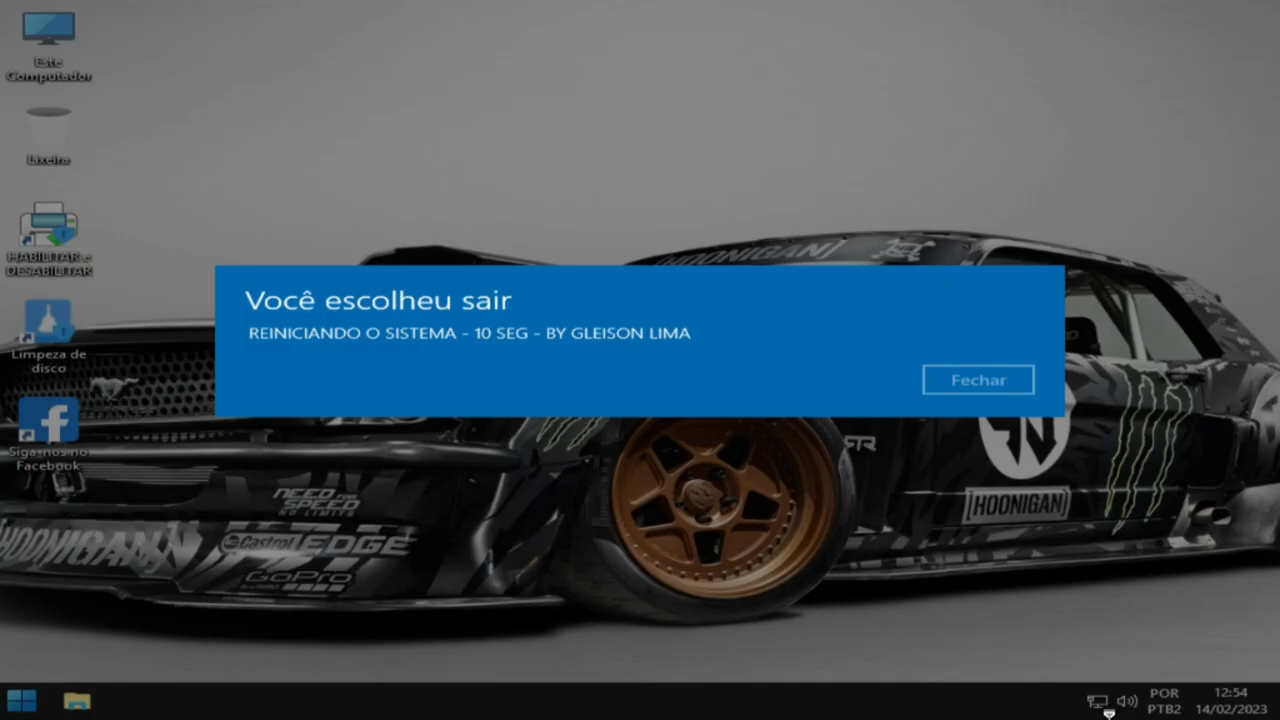 Este
Computador
Lixeira
HABILITAR e
DESABILITAR
Limpeza de
disco
Siga-nos no
Facebook
Você escolheu sair
REINICIANDO O SISTEMA - 10 SEG - BY GLEISON LIMA
Fechar
HOONIGAN
[HOONIGAN]
NEED FOR
SPEED
NO LIMITS
HOONIGAN
Castrol EDGE
GoPro
POR
PTB2
12:54
14/02/2023